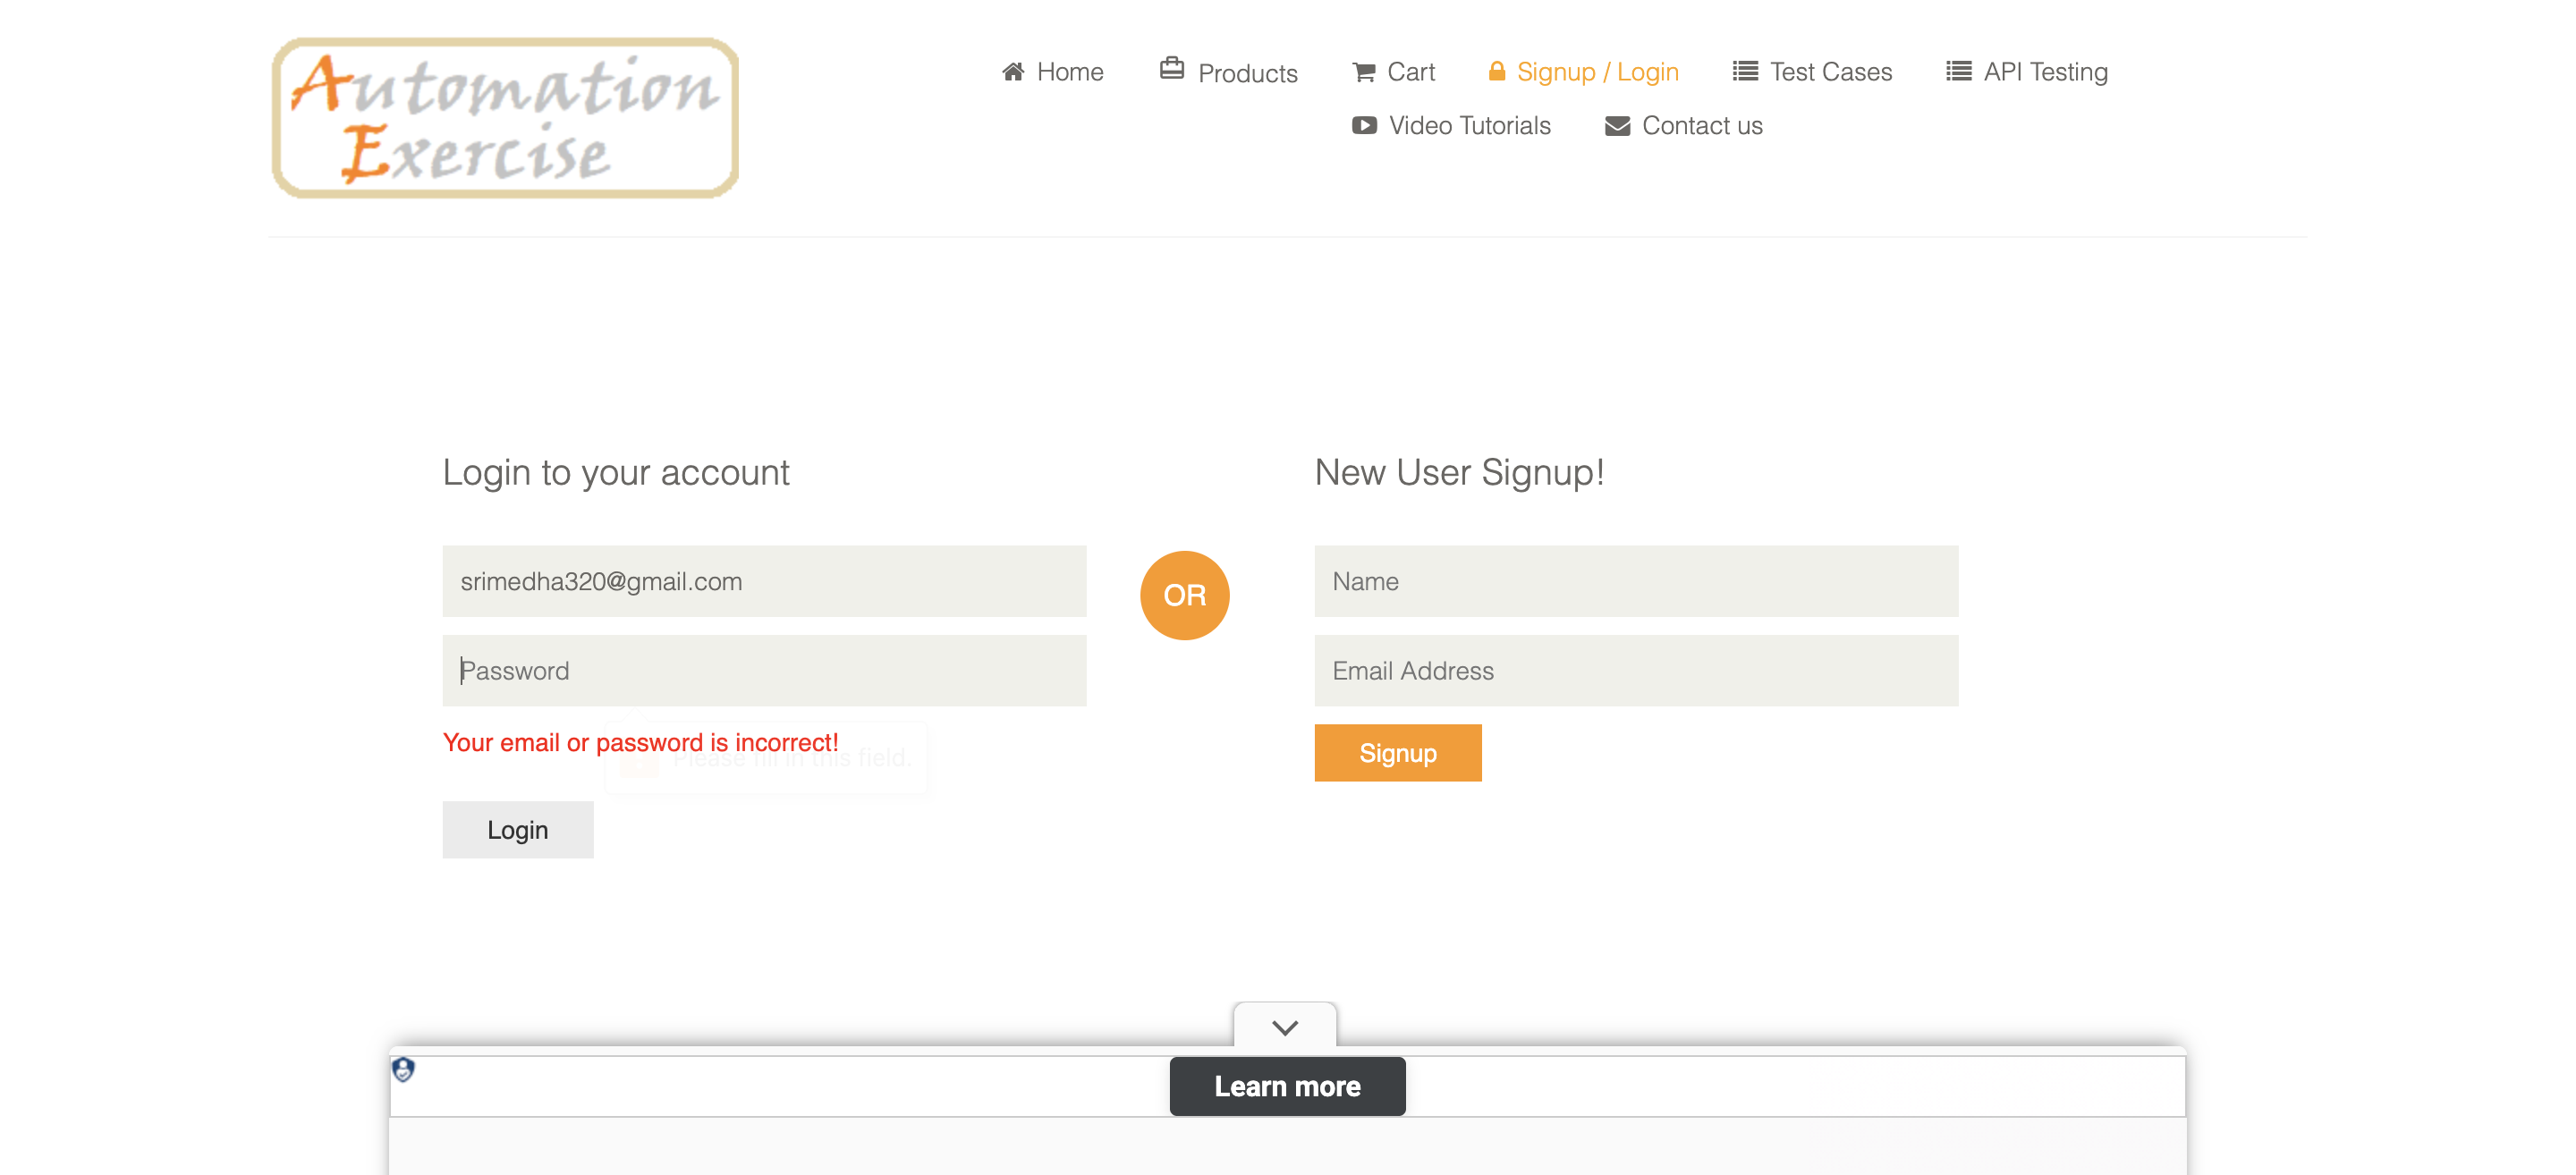 Automation
Exercise
Home
Products
Cart
Signup / Login
Test Cases
API Testing
Video Tutorials
Contact us
Login to your account
srimedha320@gmail.com
Password
Your email or password is incorrect!
Please fill in this field.
Login
OR
New User Signup!
Name
Email Address
Signup
Learn more